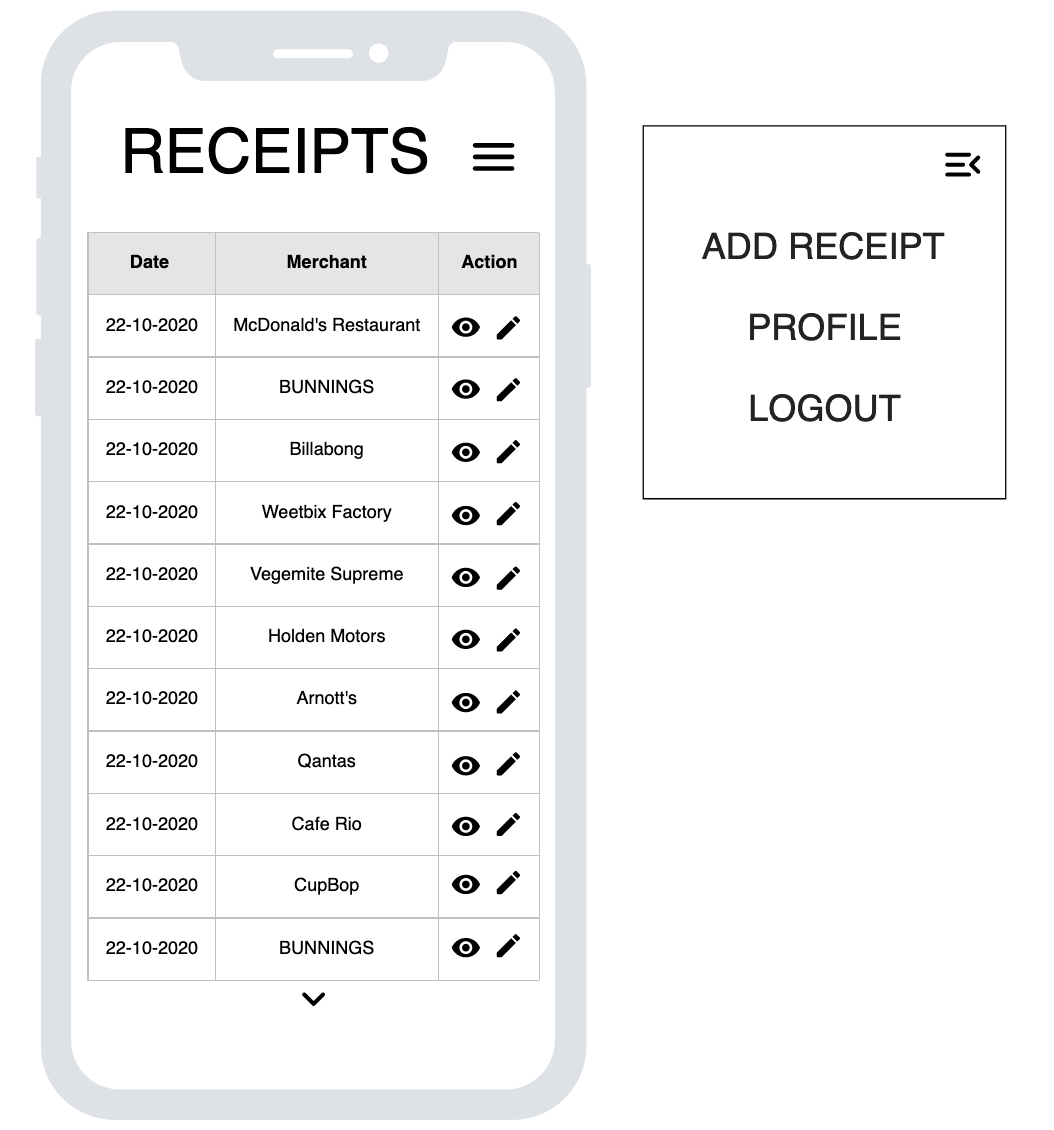 RECEIPTS
Date Merchant Action
22-10-2020 McDonald's Restaurant
22-10-2020 BUNNINGS
22-10-2020 Billabong
22-10-2020 Weetbix Factory
22-10-2020 Vegemite Supreme
22-10-2020 Holden Motors
22-10-2020 Arnott's
22-10-2020 Qantas
22-10-2020 Cafe Rio
22-10-2020 CupBop
22-10-2020 BUNNINGS
ADD RECEIPT
PROFILE
LOGOUT